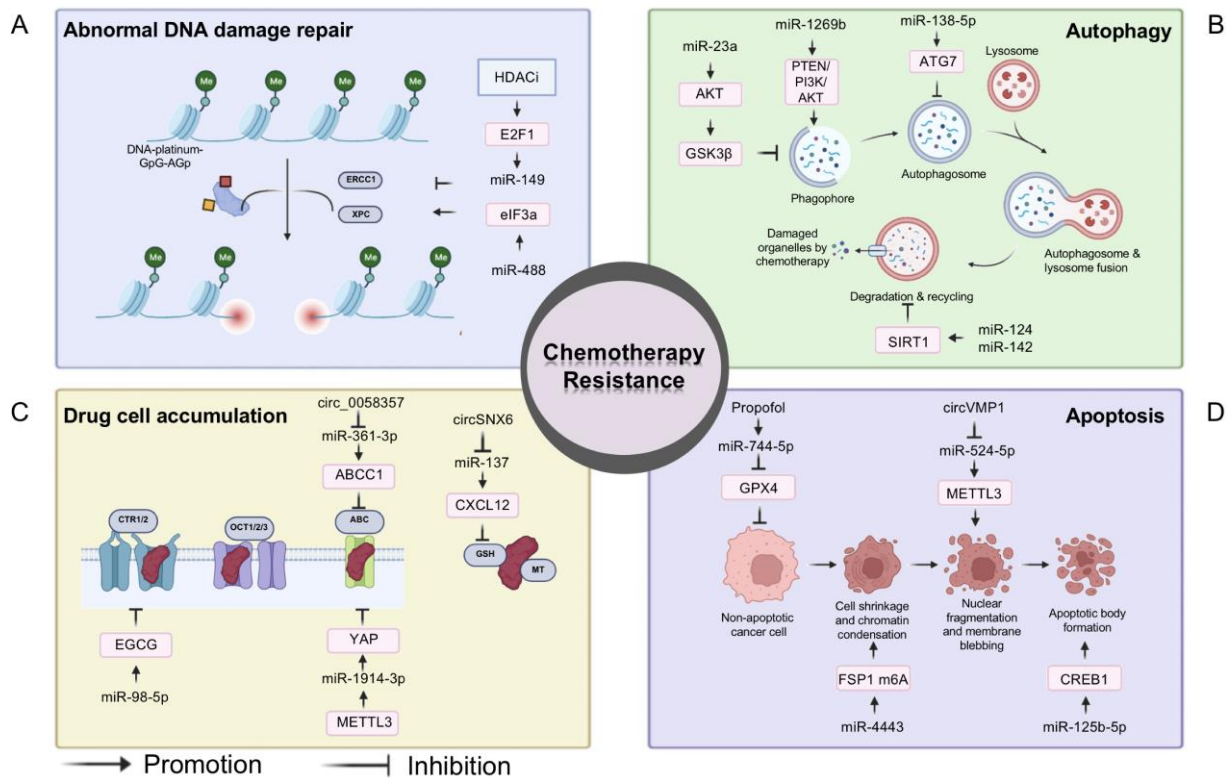 A
Abnormal DNA damage repair
Me
Me
Me
Me
DNA-platinum-
GpG-AGp
HDACi
E2F1
miR-149
ERCC1
XPC
eIF3a
miR-488
Me
Me
Me
Me
B
Autophagy
miR-23a
AKT
GSK3β
miR-1269b
PTEN/
PI3K/
AKT
Phagophore
miR-138-5p
ATG7
Autophagosome
Lysosome
Autophagosome &
lysosome fusion
Damaged
organelles by
chemotherapy
Degradation & recycling
SIRT1
miR-124
miR-142
Chemotherapy
Resistance
C
Drug cell accumulation
circ_0058357
miR-361-3p
ABCC1
circSNX6
miR-137
CXCL12
CTR1/2
OCT1/2/3
ABC
GSH
MT
EGCG
miR-98-5p
YAP
miR-1914-3p
METTL3
D
Apoptosis
Propofol
miR-744-5p
GPX4
circVMP1
miR-524-5p
METTL3
Non-apoptotic
cancer cell
Cell shrinkage
and chromatin
condensation
Nuclear
fragmentation
and membrane
blebbing
Apoptotic body
formation
FSP1 m6A
miR-4443
CREB1
miR-125b-5p
Promotion
Inhibition